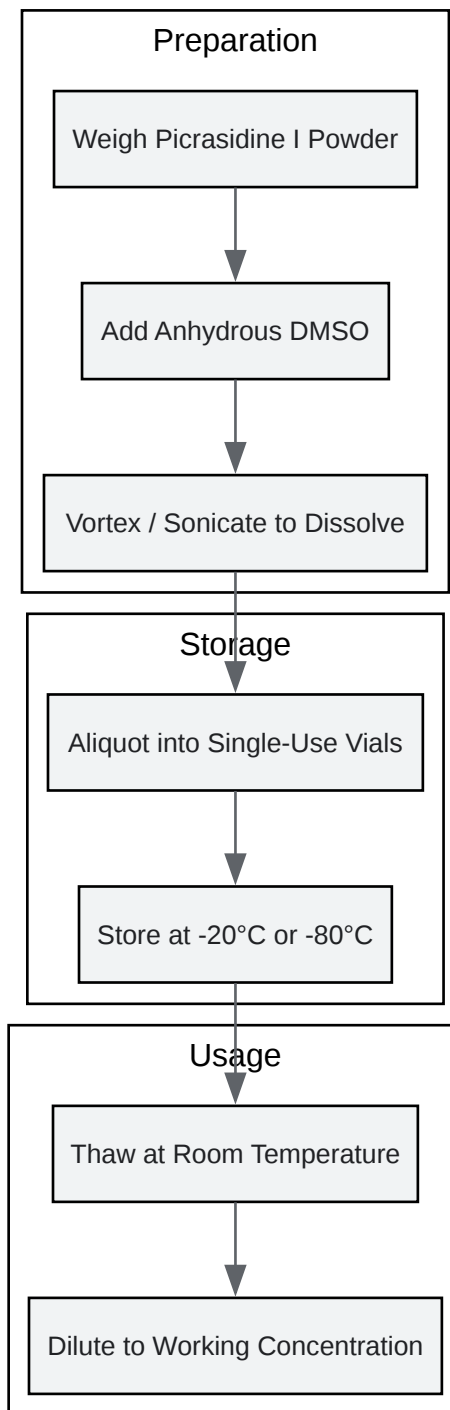 Preparation
Weigh Picrasidine I Powder
Add Anhydrous DMSO
Vortex / Sonicate to Dissolve
Storage
Aliquot into Single-Use Vials
Store at -20°C or -80°C
Usage
Thaw at Room Temperature
Dilute to Working Concentration